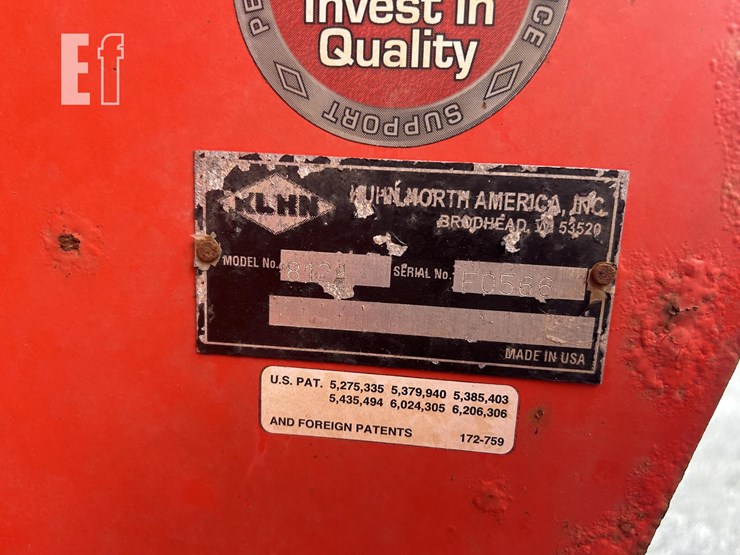 Ef
Invest in
Quality
SUPPORT
KUHN
KUHN NORTH AMERICA, INC.
BRODHEAD, WI 53520
MODEL No. 8124 SERIAL No.
MADE IN USA
U.S. PAT. 5,275,335 5,379,940 5,385,403
5,435,494 6,024,305 6,206,306
AND FOREIGN PATENTS 172-759